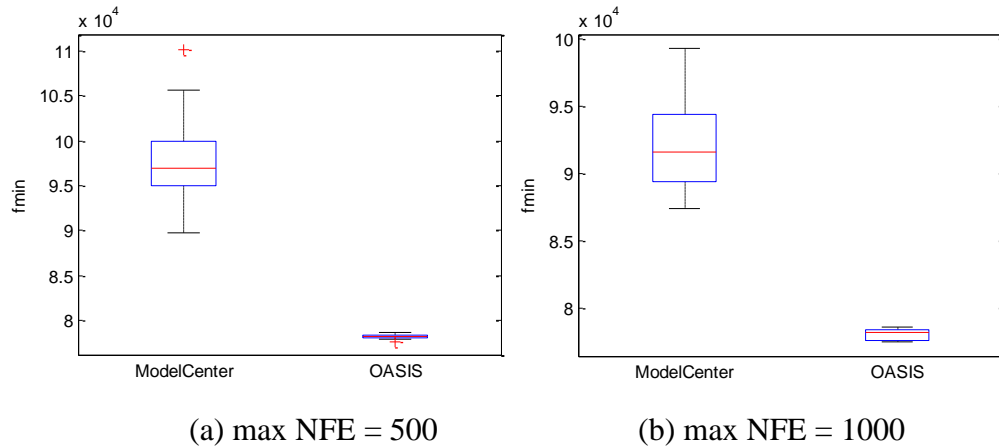 x 10^4
11
10.5
10
9.5
9
8.5
8
fmin
ModelCenter OASIS
(a) max NFE = 500
x 10^4
10
9.5
9
8.5
8
fmin
ModelCenter OASIS
(b) max NFE = 1000